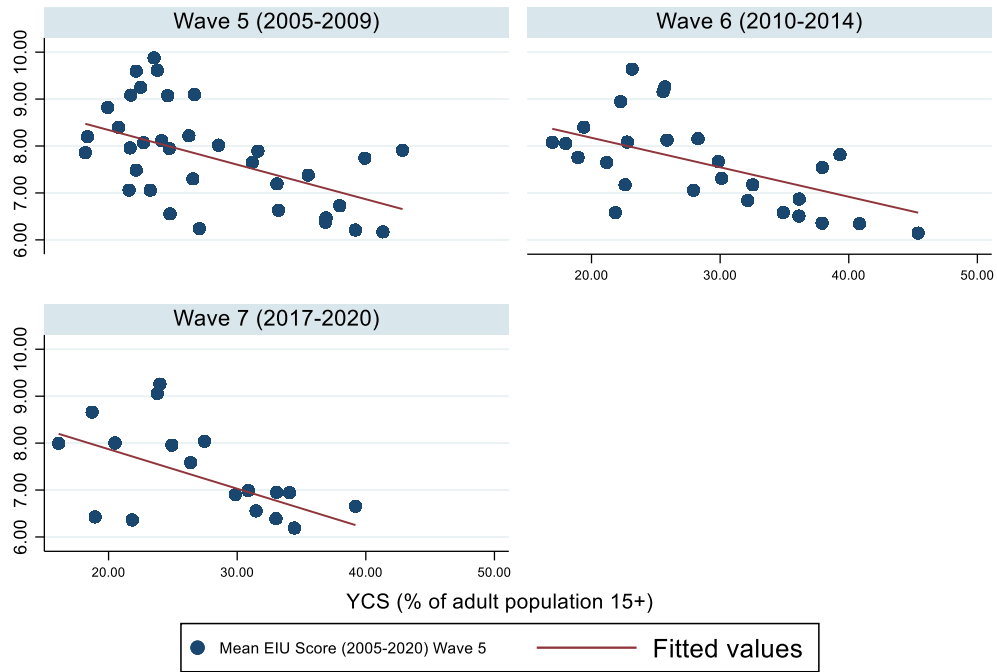 Wave 5 (2005-2009)
Wave 6 (2010-2014)
10.00
9.00
8.00
7.00
6.00
20.00 30.00 40.00 50.00
Wave 7 (2017-2020)
10.00
9.00
8.00
7.00
6.00
20.00 30.00 40.00 50.00
YCS (% of adult population 15+)
Mean EIU Score (2005-2020) Wave 5 Fitted values